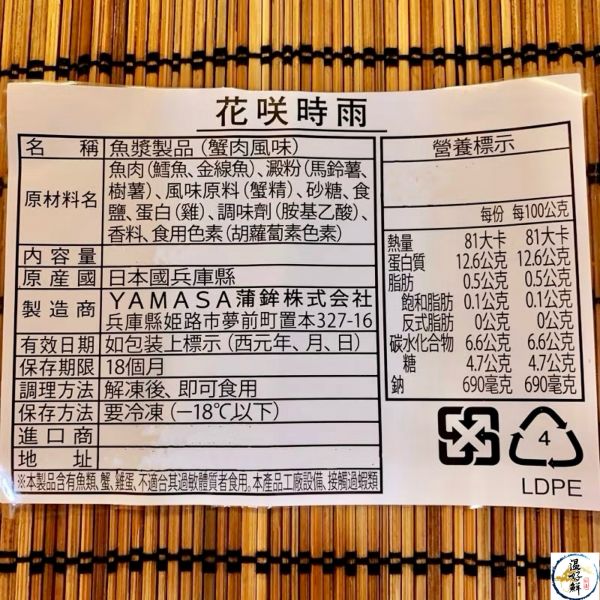 花咲時雨
名 稱 魚漿製品 (蟹肉風味)
原材料名 魚肉 (鱈魚、金線魚)、澱粉 (馬鈴薯、
樹薯)、風味原料 (蟹精)、砂糖、食
鹽、蛋白 (雞)、調味劑 (胺基乙酸)、
香料、食用色素 (胡蘿蔔素色素)
內容量
原產國 日本國兵庫縣
製造商 YAMASA蒲鉾株式会社
兵庫縣姫路市夢前町置本327-16
有效日期 如包装上標示 (西元年、月、日)
保存期限 18個月
調理方法 解凍後、即可食用
保存方法 要冷凍 (−18℃以下)
進口商
地 址
※本製品含有魚類、蟹、雞蛋、不適合其過敏體質者食用。本產品工廠設備、接觸過蝦類
營養標示
每份 每100公克
熱量 81大卡 81大卡
蛋白質 12.6公克 12.6公克
脂肪 0.5公克 0.5公克
飽和脂肪 0.1公克 0.1公克
反式脂肪 0公克 0公克
碳水化合物 6.6公克 6.6公克
糖 4.7公克 4.7公克
鈉 690毫克 690毫克
4
LDPE
溫好鮮